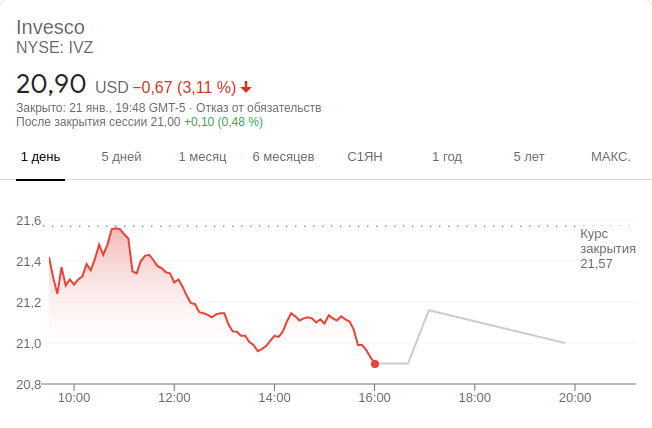 Invesco
NYSE: IVZ
20,90 USD −0,67 (3,11 %)
Закрыто: 21 янв., 19:48 GMT-5 · Отказ от обязательств
После закрытия сессии 21,00 +0,10 (0,48 %)
1 день 5 дней 1 месяц 6 месяцев С1ЯН 1 год 5 лет МАКС.
21,6
Курс
закрытия
21,57
21,4
21,2
21,0
20,8
10:00 12:00 14:00 16:00 18:00 20:00